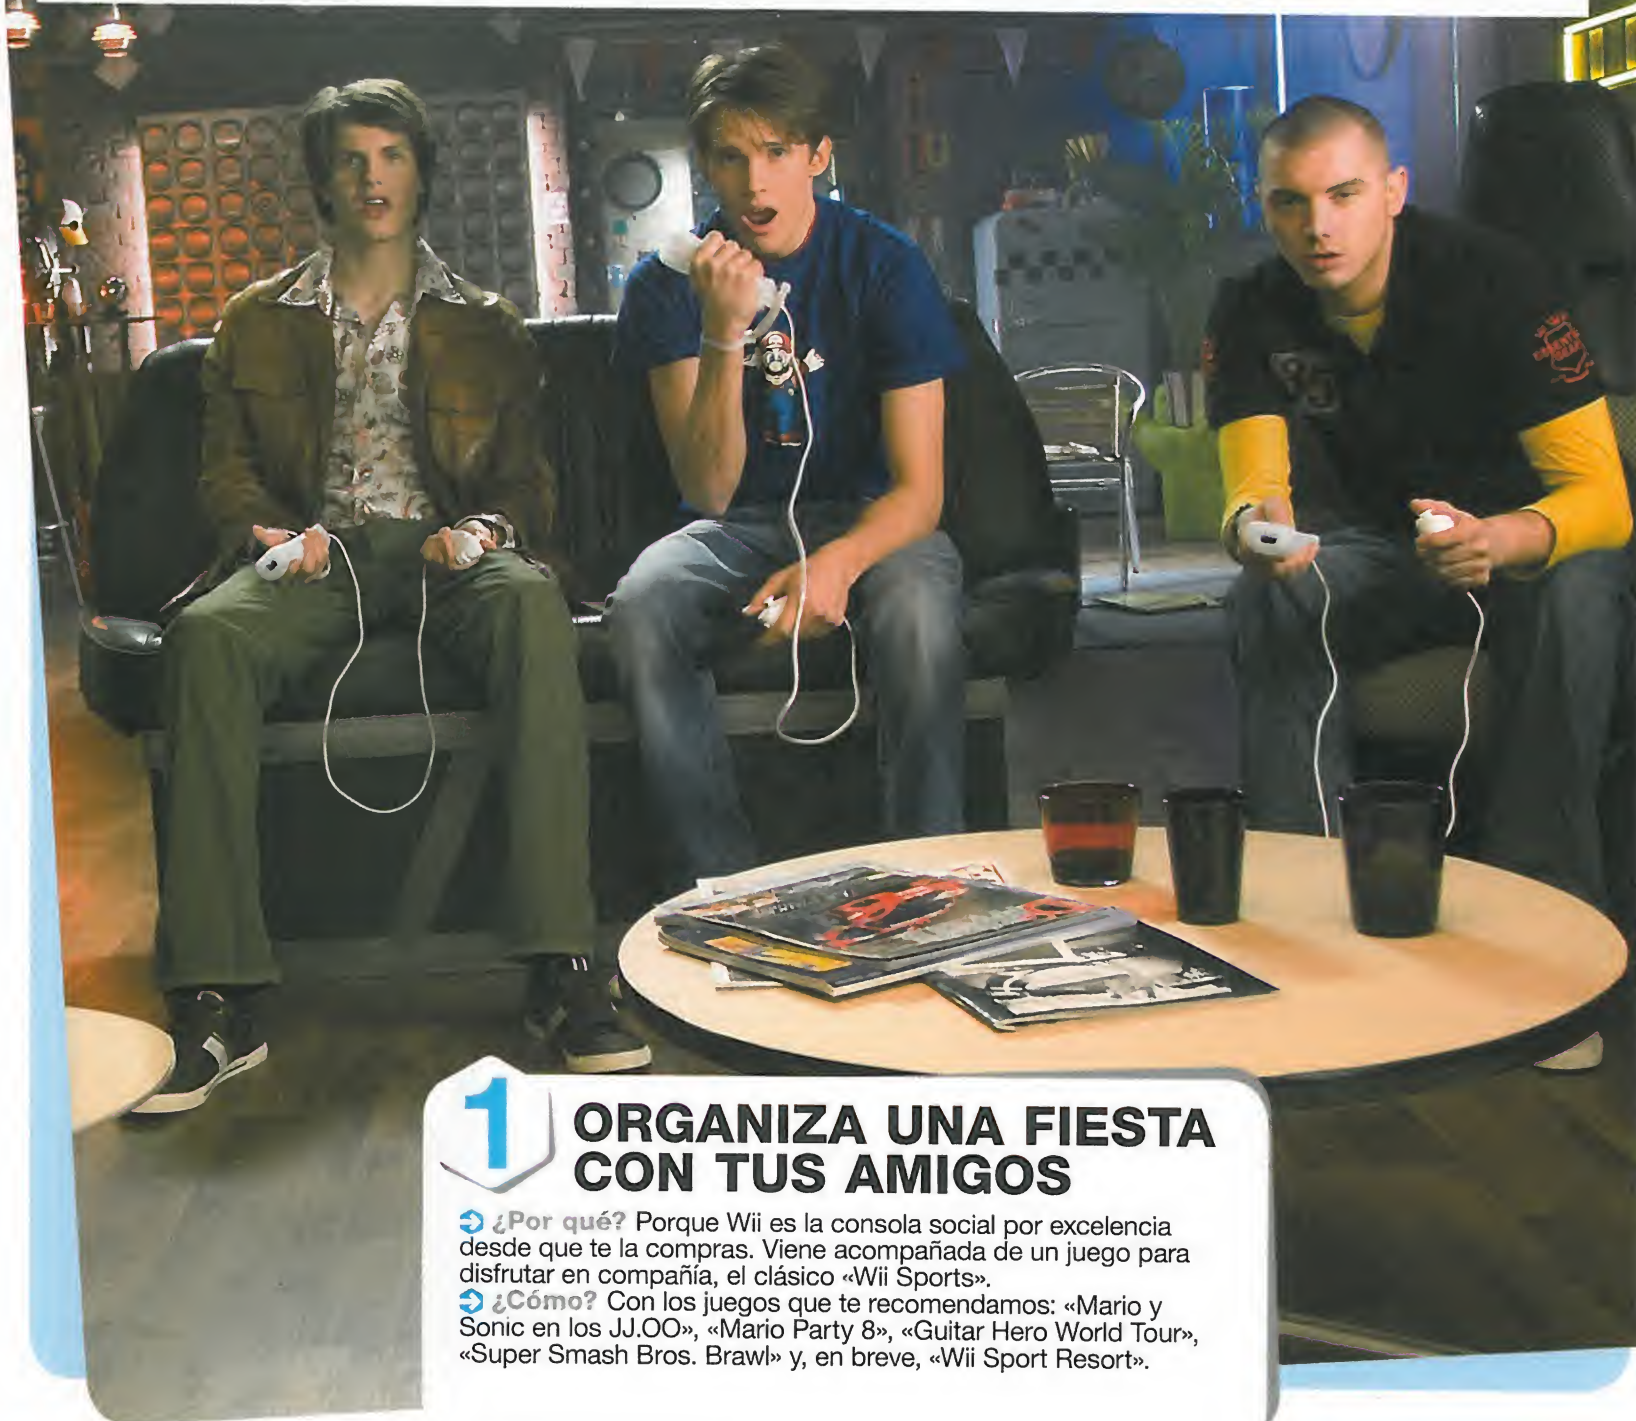 1
ORGANIZA UNA FIESTA
CON TUS AMIGOS
¿Por qué? Porque Wii es la consola social por excelencia
desde que te la compras. Viene acompañada de un juego para
disfrutar en compañía, el clásico «Wii Sports».
¿Cómo? Con los juegos que te recomendamos: «Mario y
Sonic en los JJ.OO», «Mario Party 8», «Guitar Hero World Tour»,
«Super Smash Bros. Brawl» y, en breve, «Wii Sport Resort».